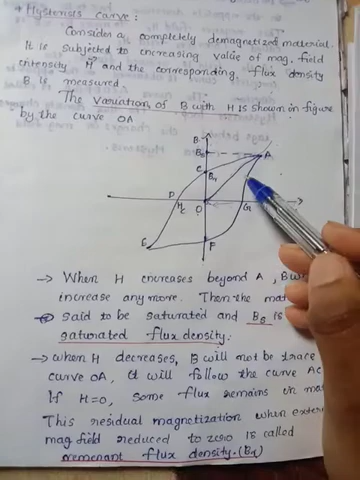 * Hysterisis Curve:
Consider a completely demagnetized material.
It is subjected to increasing value of mag. field
intensity H and the corresponding flux density
B is measured
The variation of B with H is shown in figure
by the curve OA
B
Bs
A
C
Br
D
Hc
O
G
E
F
→ When H increases beyond A, B
increase any more. Then the mat
said to be saturated and Bs is
saturated flux density.
→ when H decreases, B will not be trace
curve OA, It will follow the curve AC
If H=0, some flux remains in ma
This residual magnetization when exter
mag field reduced to zero is called
remenant flux density. (Br)